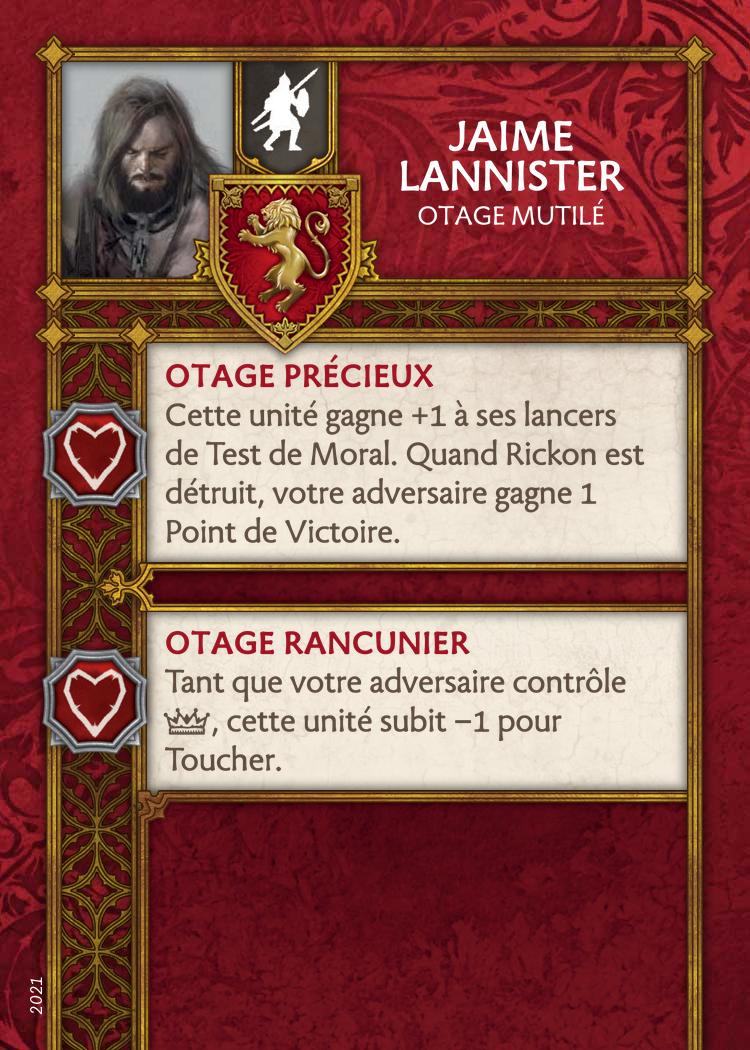 JAIME
LANNISTER
OTAGE MUTILÉ
OTAGE PRÉCIEUX
Cette unité gagne +1 à ses lancers
de Test de Moral. Quand Rickon est
détruit, votre adversaire gagne 1
Point de Victoire.
OTAGE RANCUNIER
Tant que votre adversaire contrôle
, cette unité subit −1 pour
Toucher.
2021